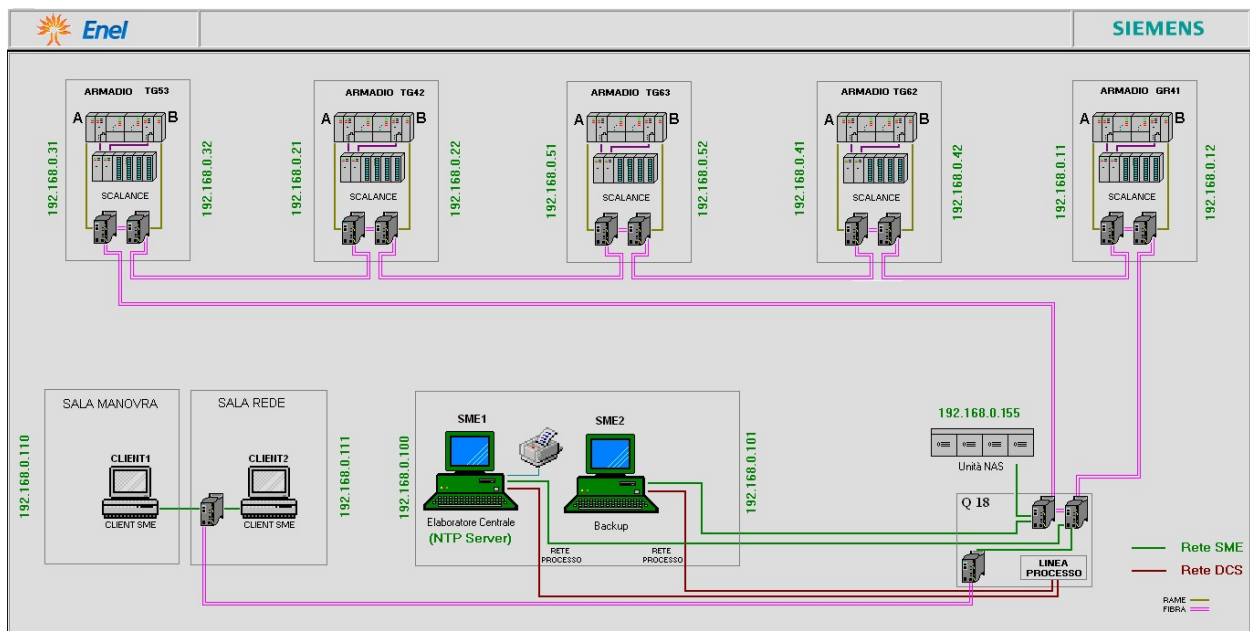 Enel
SIEMENS
ARMADIO TG53
A B
192.168.0.31
192.168.0.32
SCALANCE
ARMADIO TG42
A B
192.168.0.21
192.168.0.22
SCALANCE
ARMADIO TG63
A B
192.168.0.51
192.168.0.52
SCALANCE
ARMADIO TG62
A B
192.168.0.41
192.168.0.42
SCALANCE
ARMADIO GR41
A B
192.168.0.11
192.168.0.12
SCALANCE
SALA MANOVRA
192.168.0.110
CLIENT1
CLIENT SME
SALA REDE
192.168.0.111
CLIENT2
CLIENT SME
192.168.0.100
SME1
Elaboratore Centrale
(NTP Server)
RETE
PROCESSO
SME2
Backup
RETE
PROCESSO
192.168.0.101
192.168.0.155
Unità NAS
Q 18
LINEA
PROCESSO
Rete SME
Rete DCS
RAME
FIBRA